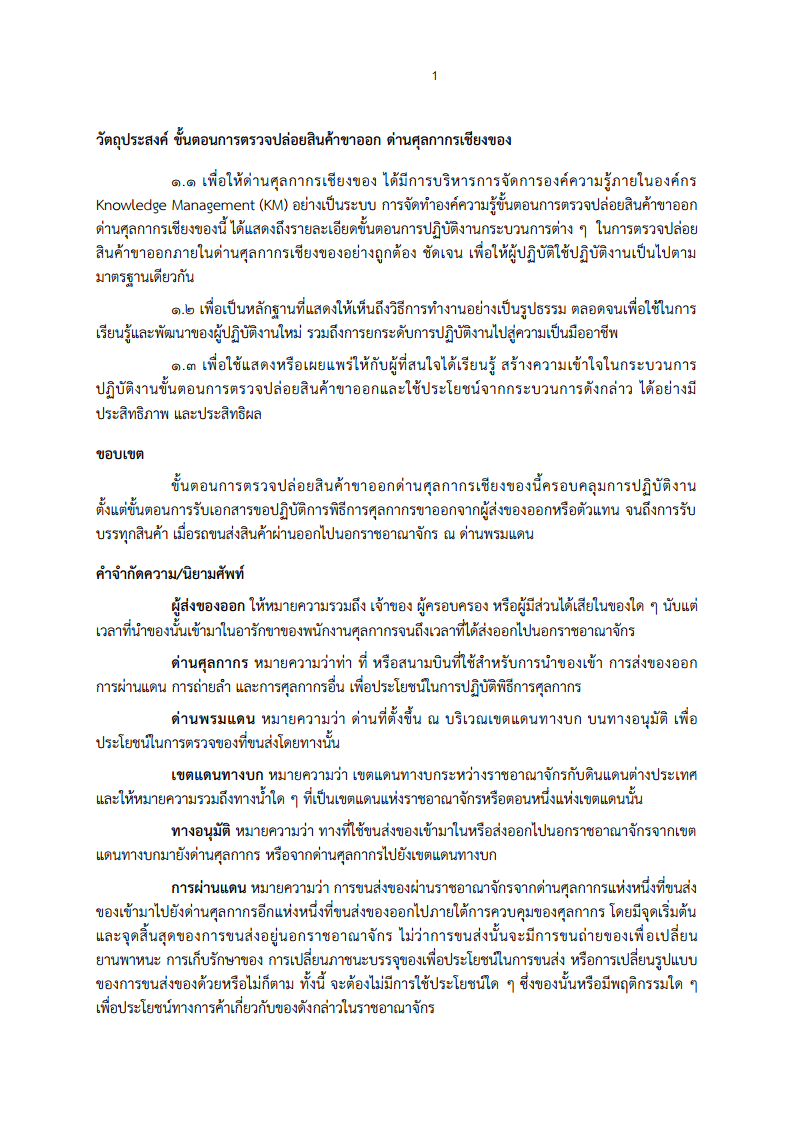 1
วัตถุประสงค์ ขั้นตอนการตรวจปล่อยสินค้าขาออก ด่านศุลกากรเชียงของ
๑.๑ เพื่อให้ด่านศุลกากรเชียงของ ได้มีการบริหารการจัดการองค์ความรู้ภายในองค์กร
Knowledge Management (KM) อย่างเป็นระบบ การจัดทำองค์ความรู้ขั้นตอนการตรวจปล่อยสินค้าขาออก
ด่านศุลกากรเชียงของนี้ ได้แสดงถึงรายละเอียดขั้นตอนการปฏิบัติงานกระบวนการต่าง ๆ ในการตรวจปล่อย
สินค้าขาออกภายในด่านศุลกากรเชียงของอย่างถูกต้อง ชัดเจน เพื่อให้ผู้ปฏิบัติใช้ปฏิบัติงานเป็นไปตาม
มาตรฐานเดียวกัน
๑.๒ เพื่อเป็นหลักฐานที่แสดงให้เห็นถึงวิธีการทำงานอย่างเป็นรูปธรรม ตลอดจนเพื่อใช้ในการ
เรียนรู้และพัฒนาของผู้ปฏิบัติงานใหม่ รวมถึงการยกระดับการปฏิบัติงานไปสู่ความเป็นมืออาชีพ
๑.๓ เพื่อใช้แสดงหรือเผยแพร่ให้กับผู้ที่สนใจได้เรียนรู้ สร้างความเข้าใจในกระบวนการ
ปฏิบัติงานขั้นตอนการตรวจปล่อยสินค้าขาออกและใช้ประโยชน์จากกระบวนการดังกล่าว ได้อย่างมี
ประสิทธิภาพ และประสิทธิผล
ขอบเขต
ขั้นตอนการตรวจปล่อยสินค้าขาออกด่านศุลกากรเชียงของนี้ครอบคลุมการปฏิบัติงาน
ตั้งแต่ขั้นตอนการรับเอกสารขอปฏิบัติการพิธีการศุลกากรขาออกจากผู้ส่งของออกหรือตัวแทน จนถึงการรับ
บรรทุกสินค้า เมื่อรถขนส่งสินค้าผ่านออกไปนอกราชอาณาจักร ณ ด่านพรมแดน
คำจำกัดความ/นิยามศัพท์
ผู้ส่งของออก ให้หมายความรวมถึง เจ้าของ ผู้ครอบครอง หรือผู้มีส่วนได้เสียในของใด ๆ นับแต่
เวลาที่นำของนั้นเข้ามาในอารักขาของพนักงานศุลกากรจนถึงเวลาที่ได้ส่งออกไปนอกราชอาณาจักร
ด่านศุลกากร หมายความว่าท่า ที่ หรือสนามบินที่ใช้สำหรับการนำของเข้า การส่งของออก
การผ่านแดน การถ่ายลำ และการศุลกากรอื่น เพื่อประโยชน์ในการปฏิบัติพิธีการศุลกากร
ด่านพรมแดน หมายความว่า ด่านที่ตั้งขึ้น ณ บริเวณเขตแดนทางบก บนทางอนุมัติ เพื่อ
ประโยชน์ในการตรวจของที่ขนส่งโดยทางนั้น
เขตแดนทางบก หมายความว่า เขตแดนทางบกระหว่างราชอาณาจักรกับดินแดนต่างประเทศ
และให้หมายความรวมถึงทางน้ำใด ๆ ที่เป็นเขตแดนแห่งราชอาณาจักรหรือตอนหนึ่งแห่งเขตแดนนั้น
ทางอนุมัติ หมายความว่า ทางที่ใช้ขนส่งของเข้ามาในหรือส่งออกไปนอกราชอาณาจักรจากเขต
แดนทางบกมายังด่านศุลกากร หรือจากด่านศุลกากรไปยังเขตแดนทางบก
การผ่านแดน หมายความว่า การขนส่งของผ่านราชอาณาจักรจากด่านศุลกากรแห่งหนึ่งที่ขนส่ง
ของเข้ามาไปยังด่านศุลกากรอีกแห่งหนึ่งที่ขนส่งของออกไปภายใต้การควบคุมของศุลกากร โดยมีจุดเริ่มต้น
และจุดสิ้นสุดของการขนส่งอยู่นอกราชอาณาจักร ไม่ว่าการขนส่งนั้นจะมีการขนถ่ายของเพื่อเปลี่ยน
ยานพาหนะ การเก็บรักษาของ การเปลี่ยนภาชนะบรรจุของเพื่อประโยชน์ในการขนส่ง หรือการเปลี่ยนรูปแบบ
ของการขนส่งของด้วยหรือไม่ก็ตาม ทั้งนี้ จะต้องไม่มีการใช้ประโยชน์ใด ๆ ซึ่งของนั้นหรือมีพฤติกรรมใด ๆ
เพื่อประโยชน์ทางการค้าเกี่ยวกับของดังกล่าวในราชอาณาจักร